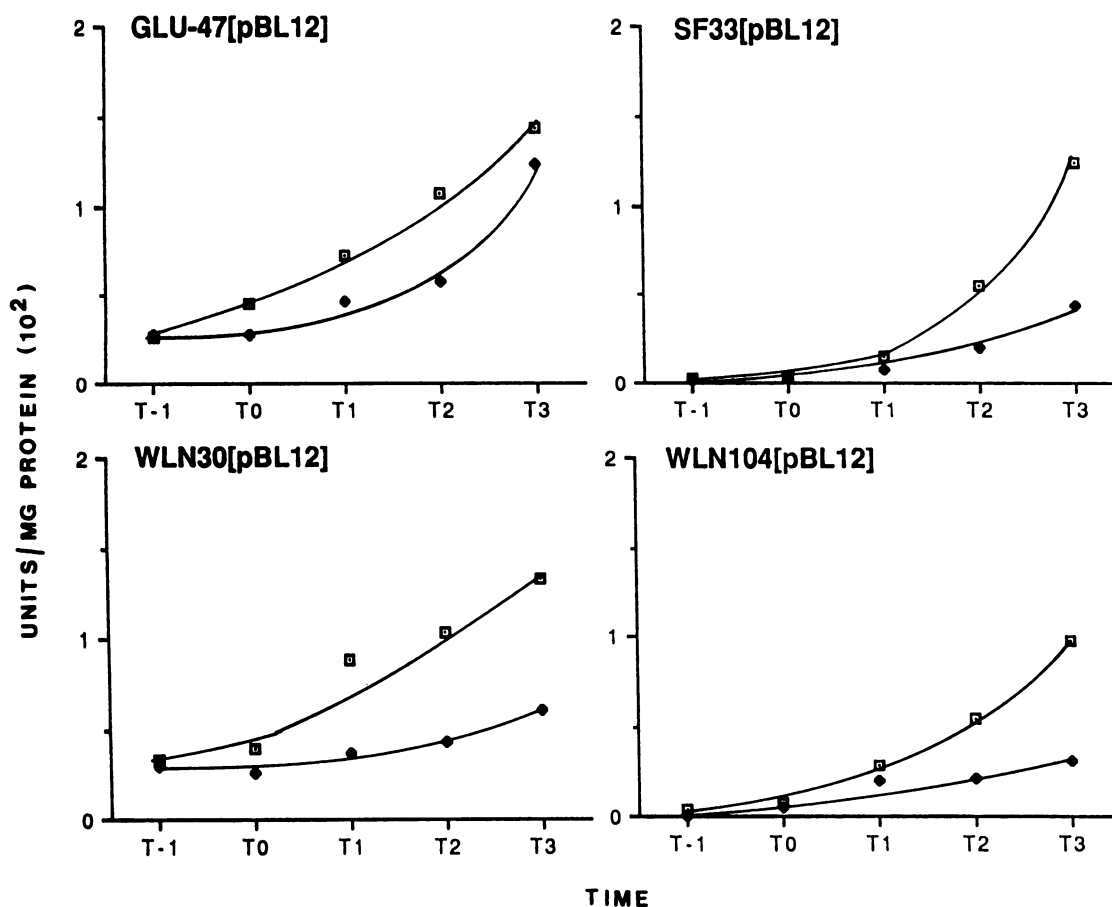 GLU-47[pBL12]
2
1
0
T-1 T0 T1 T2 T3
SF33[pBL12]
2
1
0
T-1 T0 T1 T2 T3
WLN30[pBL12]
2
1
0
T-1 T0 T1 T2 T3
WLN104[pBL12]
2
1
0
T-1 T0 T1 T2 T3
UNITS/MG PROTEIN (10²)
TIME